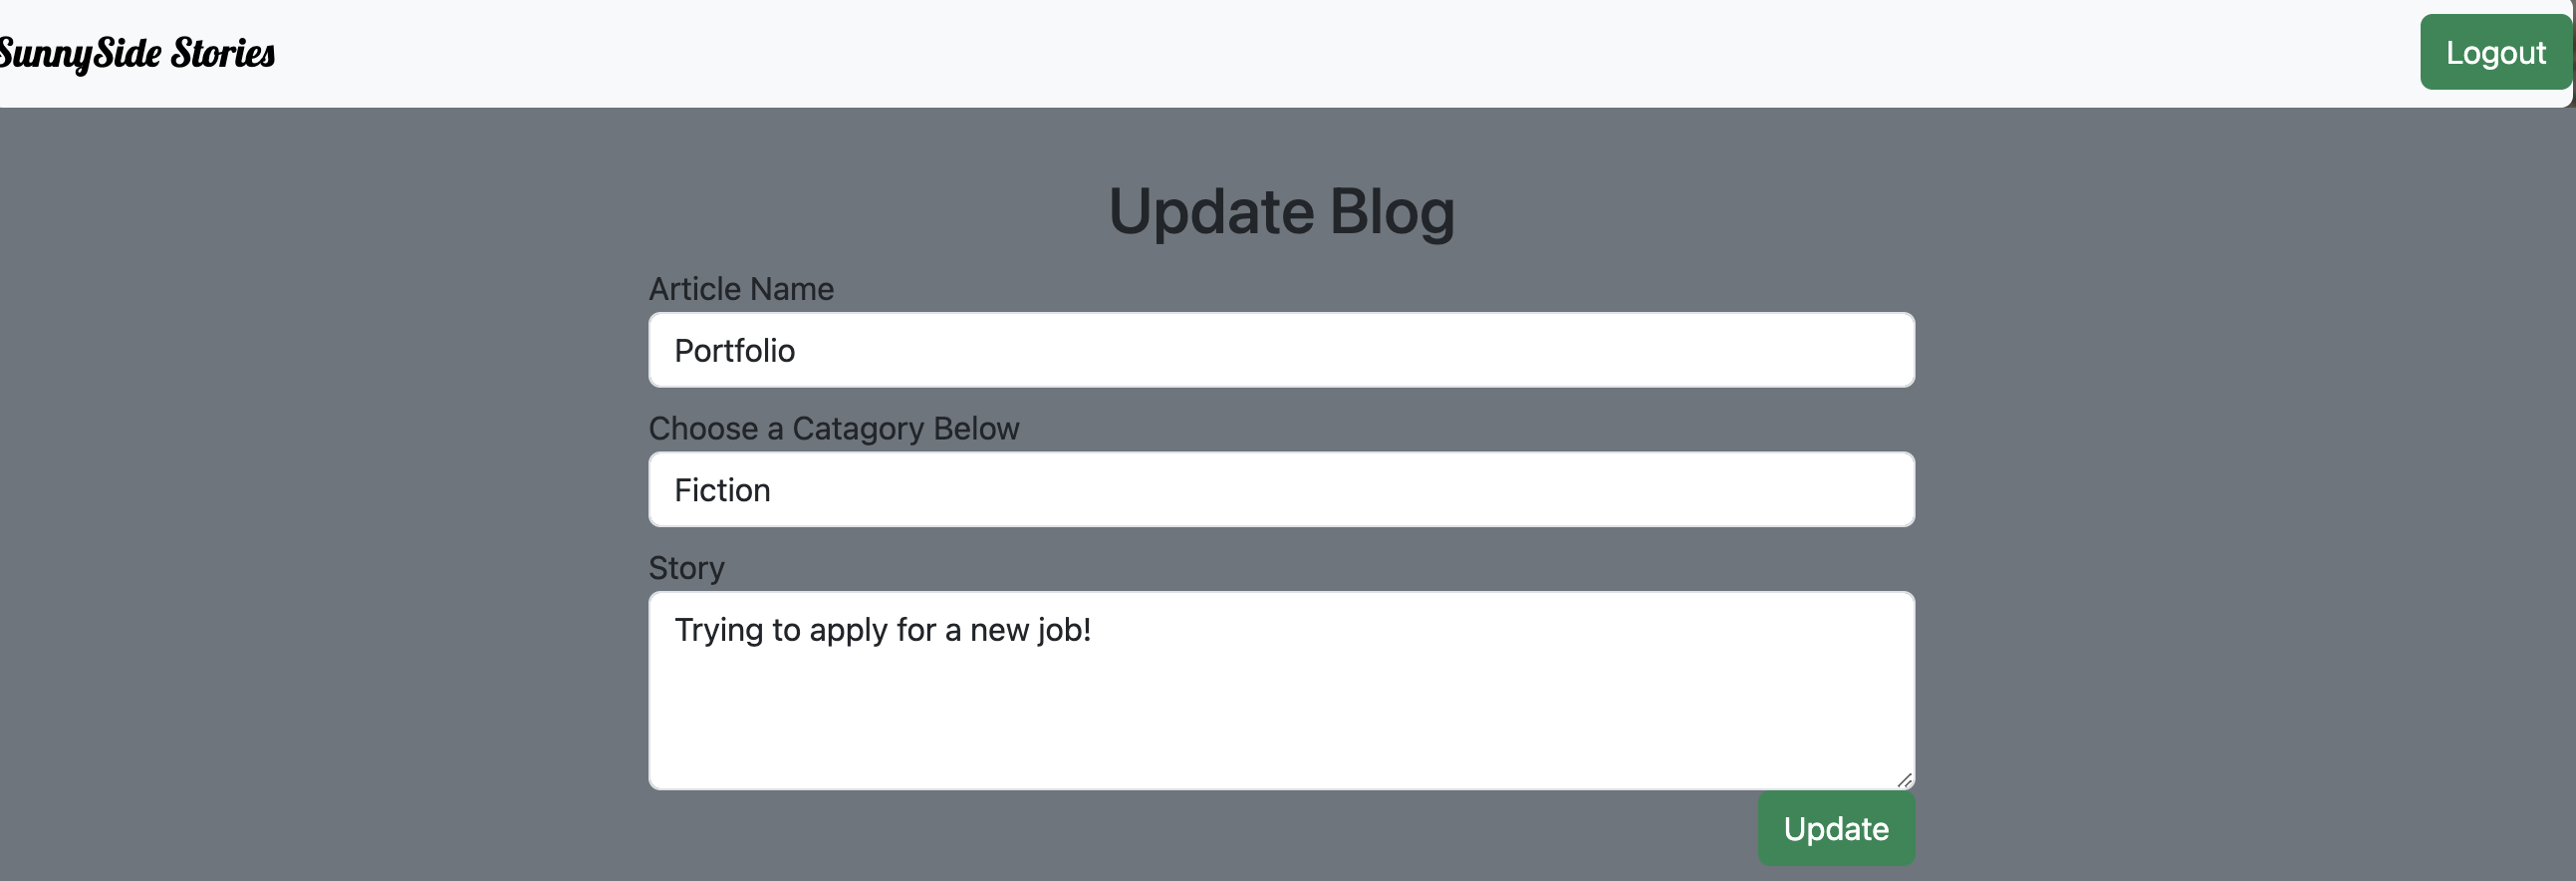 SunnySide Stories
Logout
Update Blog
Article Name
Portfolio
Choose a Catagory Below
Fiction
Story
Trying to apply for a new job!
Update